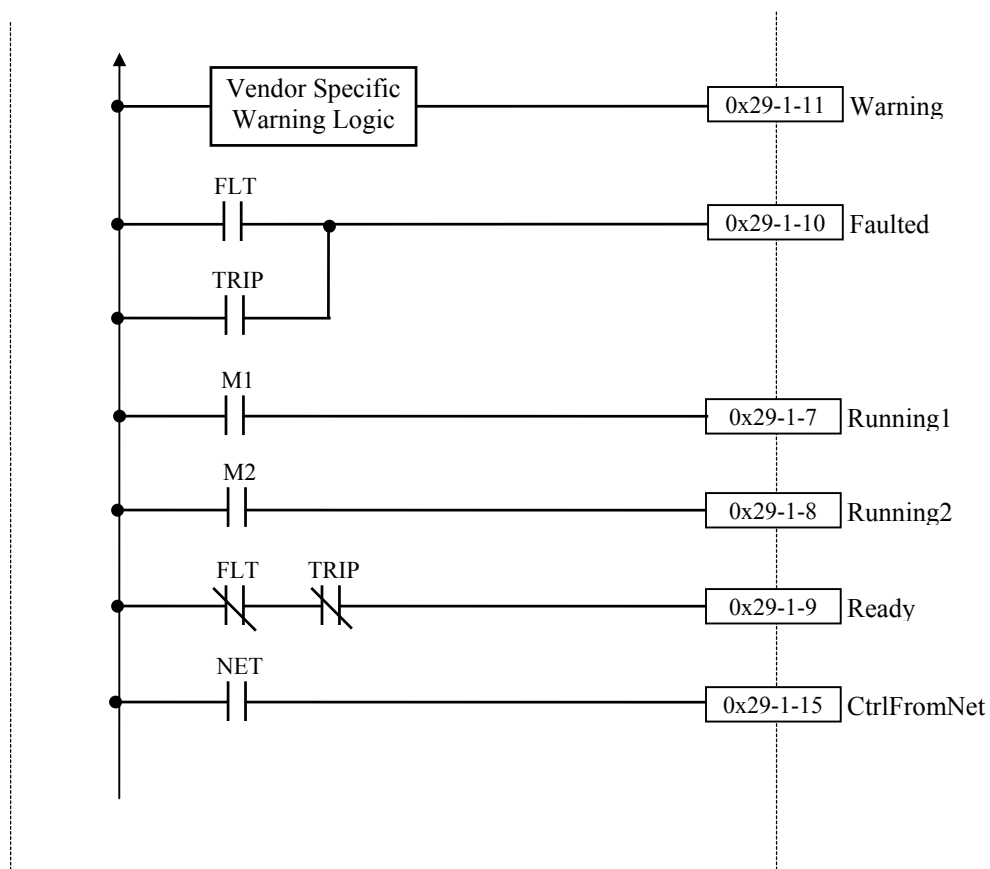 Vendor Specific
Warning Logic
0x29-1-11 Warning
FLT
0x29-1-10 Faulted
TRIP
M1
0x29-1-7 Running1
M2
0x29-1-8 Running2
FLT TRIP
0x29-1-9 Ready
NET
0x29-1-15 CtrlFromNet